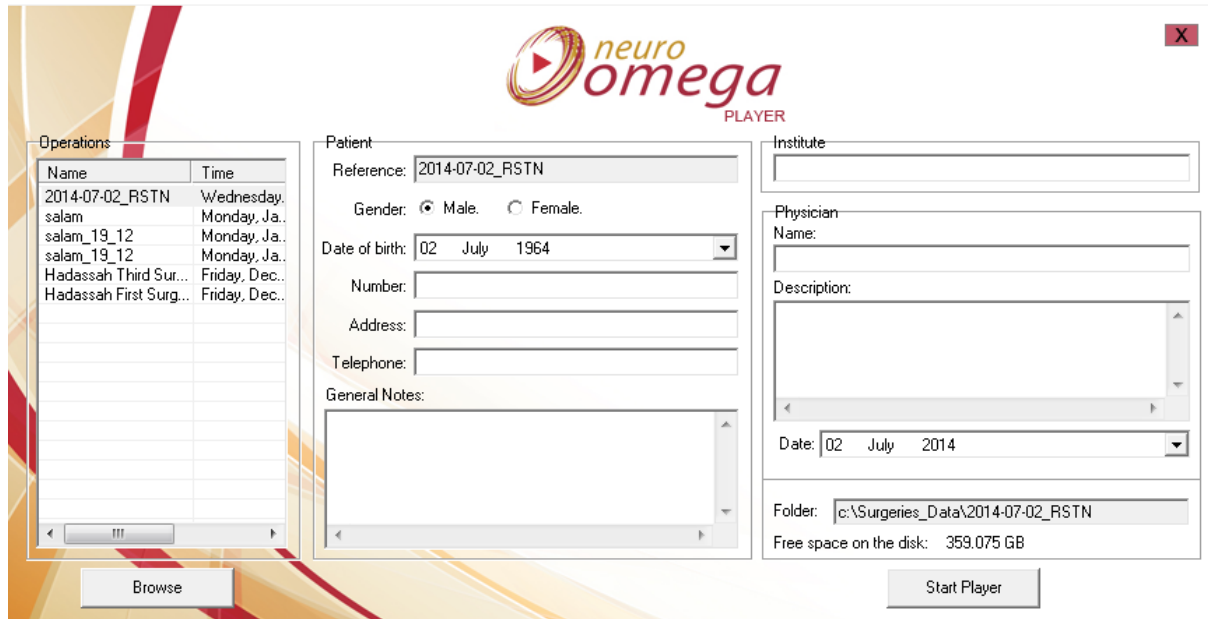 neuro
omega
PLAYER
X
Operations
Name Time
2014-07-02_RSTN Wednesday.
salam Monday, Ja..
salam_19_12 Monday, Ja..
salam_19_12 Monday, Ja..
Hadassah Third Sur... Friday, Dec..
Hadassah First Surg... Friday, Dec..
Browse
Patient
Reference: 2014-07-02_RSTN
Gender: Male. Female.
Date of birth: 02 July 1964
Number:
Address:
Telephone:
General Notes:
Institute
Physician
Name:
Description:
Date: 02 July 2014
Folder: c:\Surgeries_Data\2014-07-02_RSTN
Free space on the disk: 359.075 GB
Start Player